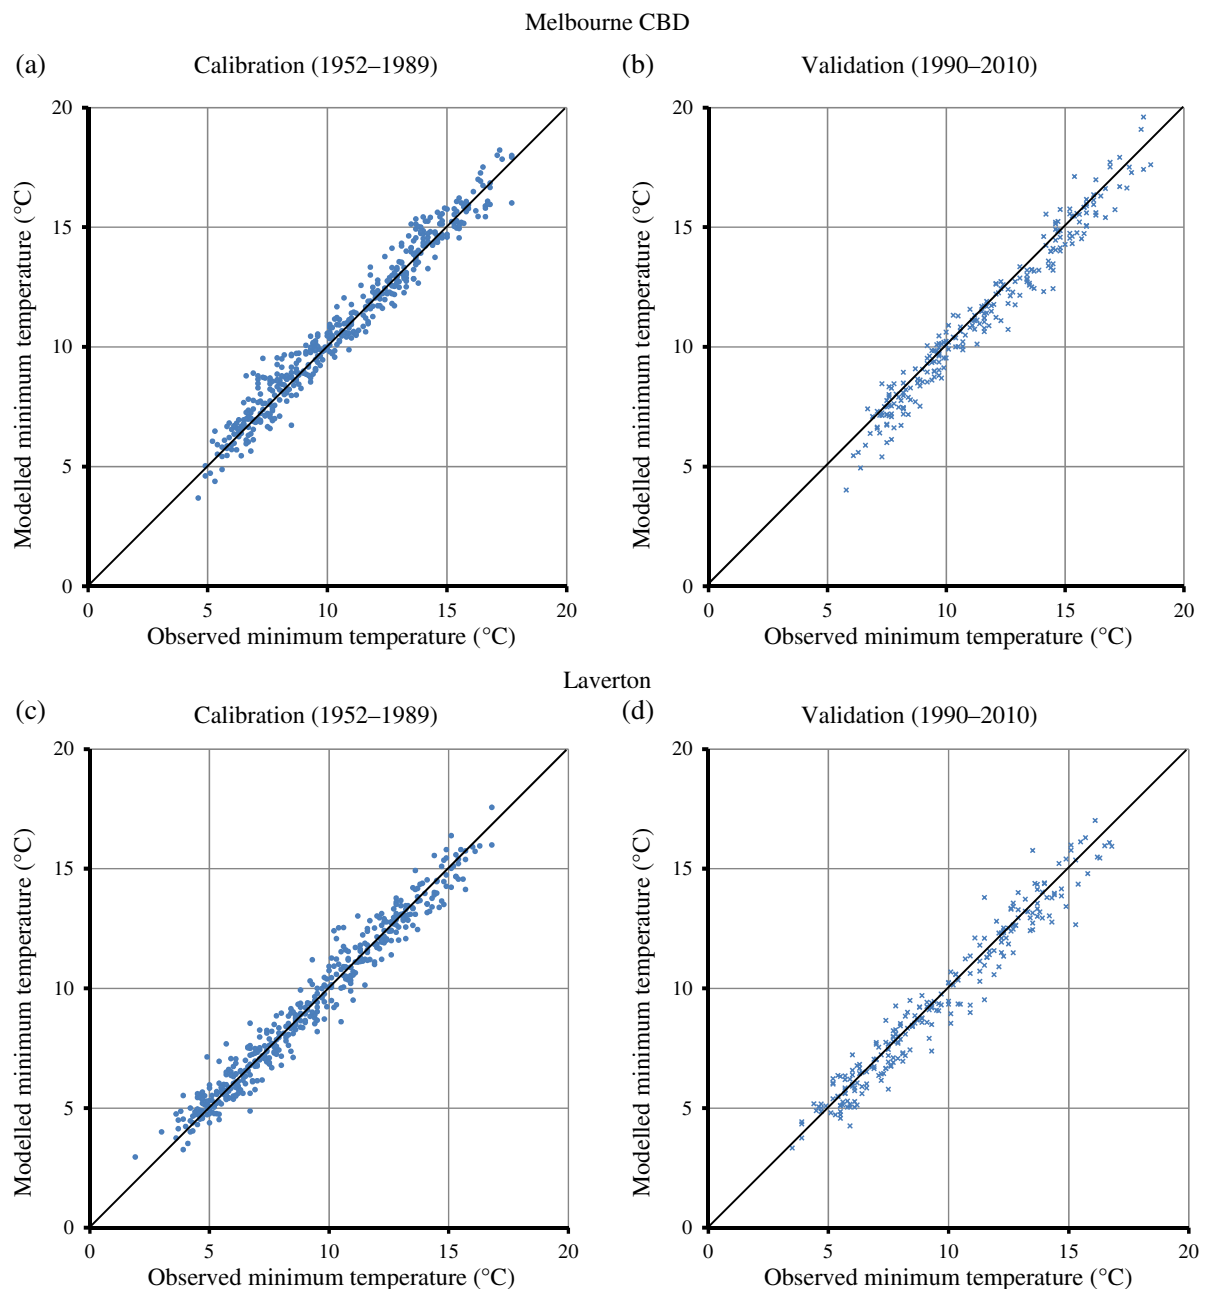 Melbourne CBD
(a) Calibration (1952–1989)
(b) Validation (1990–2010)
20
15
10
5
0
Modelled minimum temperature (°C)
0 5 10 15 20
Observed minimum temperature (°C)
20
15
10
5
0
Modelled minimum temperature (°C)
0 5 10 15 20
Observed minimum temperature (°C)
Laverton
(c) Calibration (1952–1989)
(d) Validation (1990–2010)
20
15
10
5
0
Modelled minimum temperature (°C)
0 5 10 15 20
Observed minimum temperature (°C)
20
15
10
5
0
Modelled minimum temperature (°C)
0 5 10 15 20
Observed minimum temperature (°C)